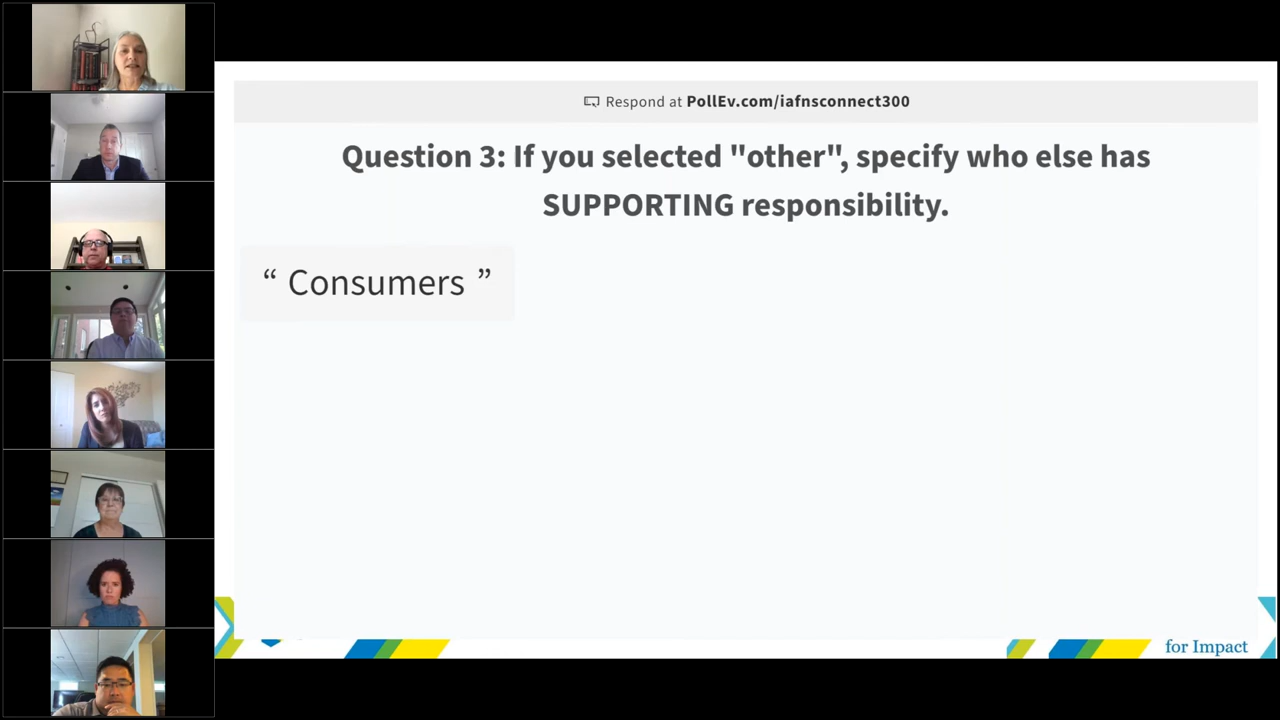 Respond at PollEv.com/iafnsconnect300
Question 3: If you selected "other", specify who else has
SUPPORTING responsibility.
“ Consumers ”
for Impact